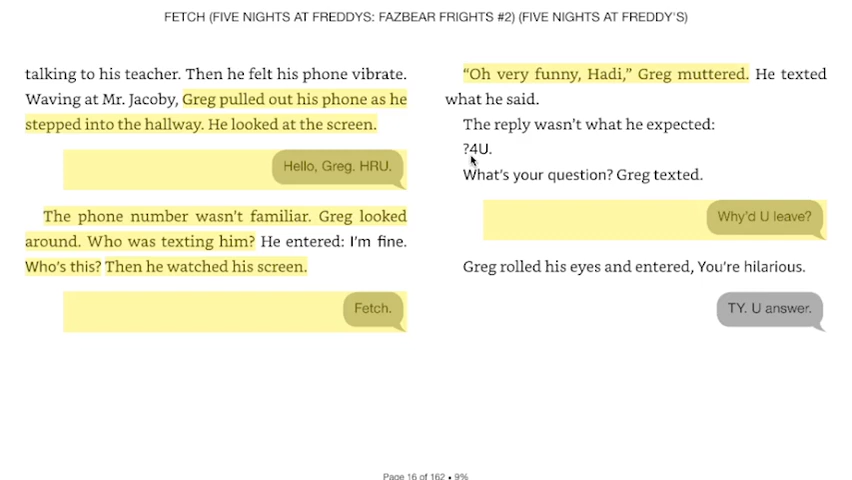 FETCH (FIVE NIGHTS AT FREDDYS: FAZBEAR FRIGHTS #2) (FIVE NIGHTS AT FREDDY'S)
talking to his teacher. Then he felt his phone vibrate.
Waving at Mr. Jacoby, Greg pulled out his phone as he
stepped into the hallway. He looked at the screen.
Hello, Greg. HRU.
The phone number wasn't familiar. Greg looked
around. Who was texting him? He entered: I'm fine.
Who's this? Then he watched his screen.
Fetch.
“Oh very funny, Hadi,” Greg muttered. He texted
what he said.
The reply wasn't what he expected:
?4U.
What's your question? Greg texted.
Why'd U leave?
Greg rolled his eyes and entered, You're hilarious.
TY. U answer.
Page 16 of 162 • 9%